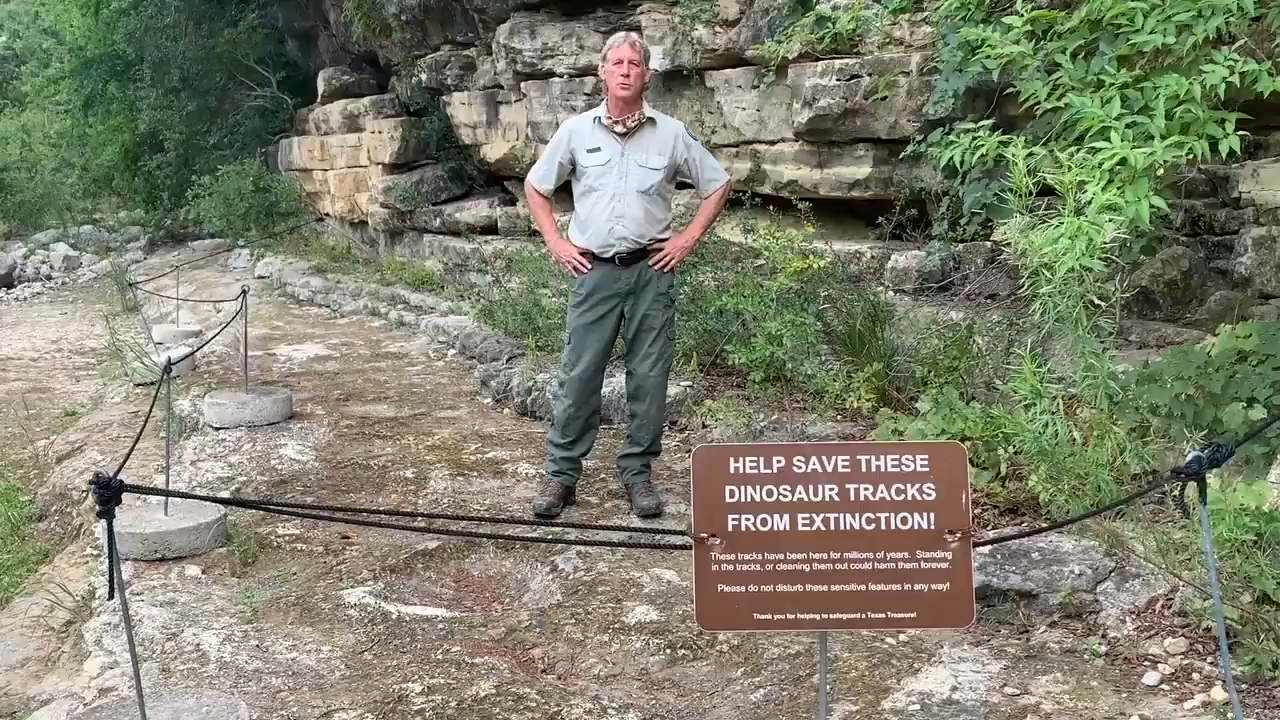 HELP SAVE THESE
DINOSAUR TRACKS
FROM EXTINCTION!
These tracks have been here for millions of years. Standing
in the tracks, or cleaning them out could harm them forever.
Please do not disturb these sensitive features in any way!
Thank you for helping to safeguard a Texas Treasure!